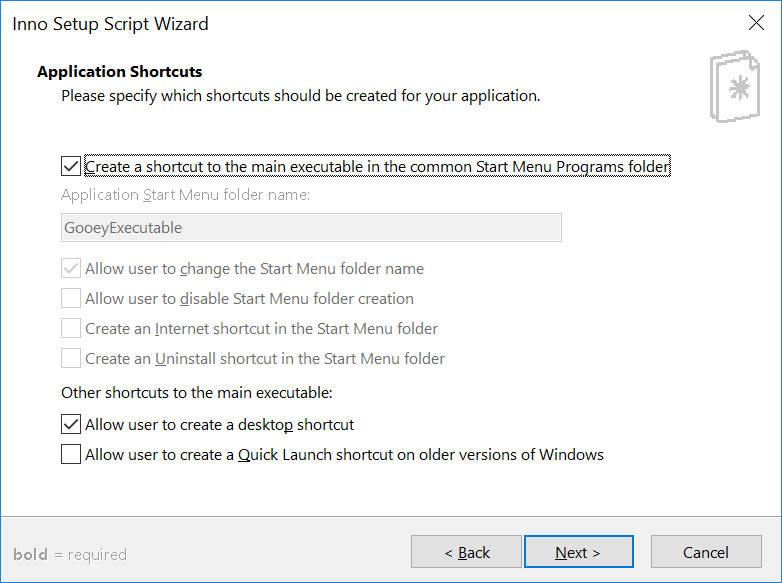 Inno Setup Script Wizard
Application Shortcuts
Please specify which shortcuts should be created for your application.
Create a shortcut to the main executable in the common Start Menu Programs folder
Application Start Menu folder name:
GooeyExecutable
Allow user to change the Start Menu folder name
Allow user to disable Start Menu folder creation
Create an Internet shortcut in the Start Menu folder
Create an Uninstall shortcut in the Start Menu folder
Other shortcuts to the main executable:
Allow user to create a desktop shortcut
Allow user to create a Quick Launch shortcut on older versions of Windows
bold = required
< Back
Next >
Cancel